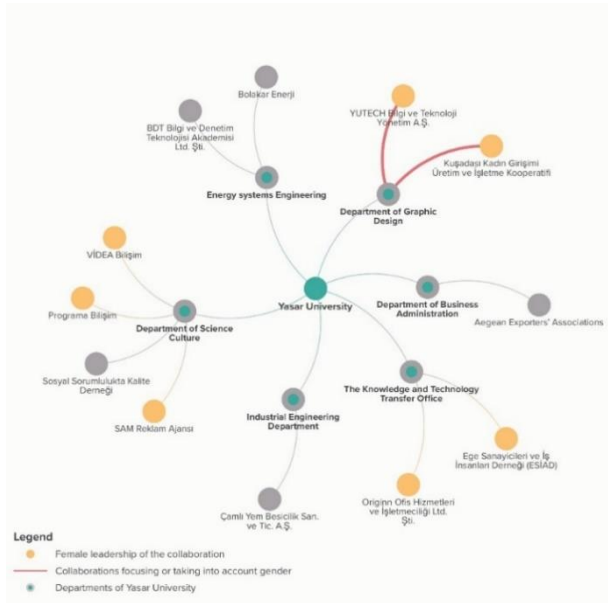 Bolakar Enerji
BDT Bilgi ve Denetim
Teknolojisi Akademisi
Ltd. Şti.
Energy systems Engineering
YUTECH Bilgi ve Teknoloji
Yönetim A.Ş.
Kuşadası Kadın Girişimi
Üretim ve İşletme Kooperatifi
Department of Graphic
Design
VİDEA Bilişim
Programa Bilişim
Department of Science
Culture
Sosyal Sorumlulukta Kalite
Derneği
SAM Reklam Ajansı
Yasar University
Department of Business
Administration
Aegean Exporters' Associations
The Knowledge and Technology
Transfer Office
Industrial Engineering
Department
Ege Sanayicileri ve İş
İnsanları Derneği (ESİAD)
Originn Ofis Hizmetleri
ve İşletmeciliği Ltd.
Şti.
Çamlı Yem Besicilik San.
ve Tic. A.Ş.
Legend
Female leadership of the collaboration
Collaborations focusing or taking into account gender
Departments of Yasar University